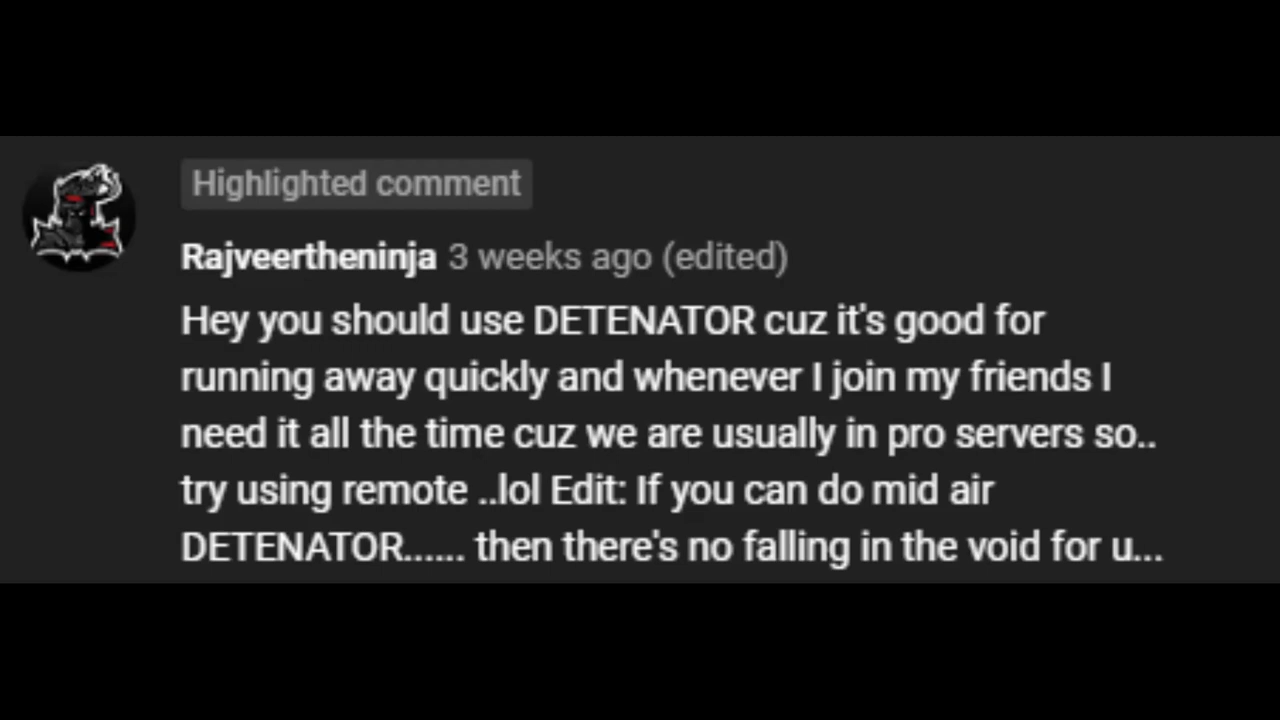 Highlighted comment
Rajveertheninja 3 weeks ago (edited)
Hey you should use DETENATOR cuz it's good for
running away quickly and whenever I join my friends I
need it all the time cuz we are usually in pro servers so..
try using remote ..lol Edit: If you can do mid air
DETENATOR...... then there's no falling in the void for u...